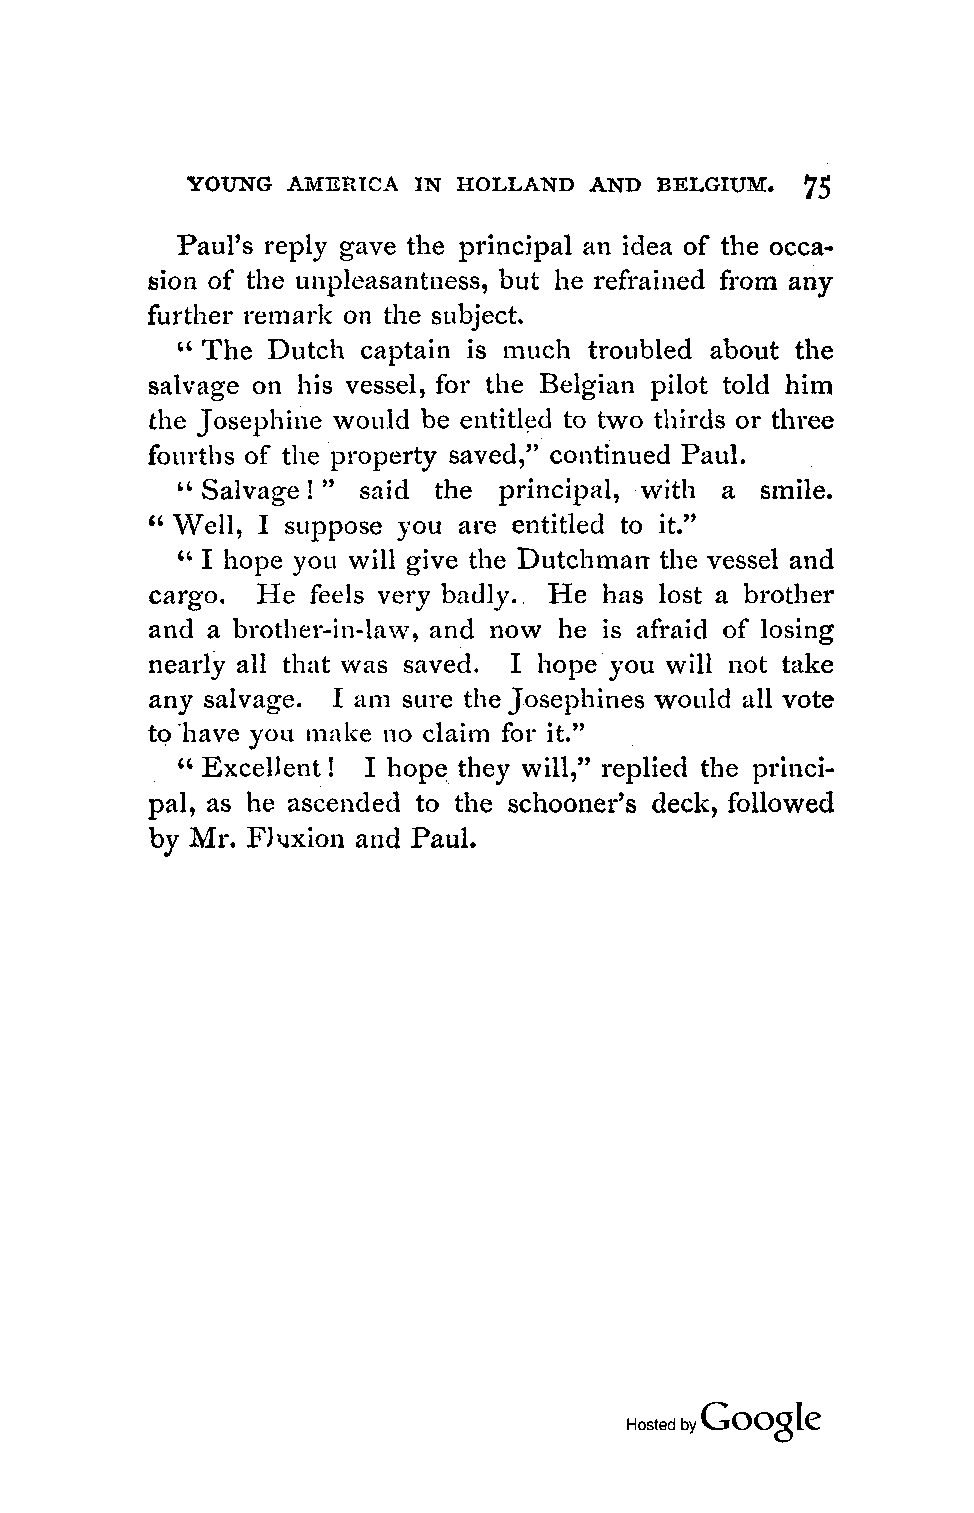 YOUNG AMERICA IN HOLLAND AND BELGIUM. 75
Paul's reply gave the principal an idea of the occa-
sion of the unpleasantness, but he refrained from any
further remark on the subject.
"The Dutch captain is much troubled about the
salvage on his vessel, for the Belgian pilot told him
the Josephine would be entitled to two thirds or three
fourths of the property saved," continued Paul.
"Salvage!" said the principal, with a smile.
"Well, I suppose you are entitled to it."
"I hope you will give the Dutchman the vessel and
cargo. He feels very badly. He has lost a brother
and a brother-in-law, and now he is afraid of losing
nearly all that was saved. I hope you will not take
any salvage. I am sure the Josephines would all vote
to have you make no claim for it."
"Excellent! I hope they will," replied the princi-
pal, as he ascended to the schooner's deck, followed
by Mr. Fluxion and Paul.
Hosted by Google